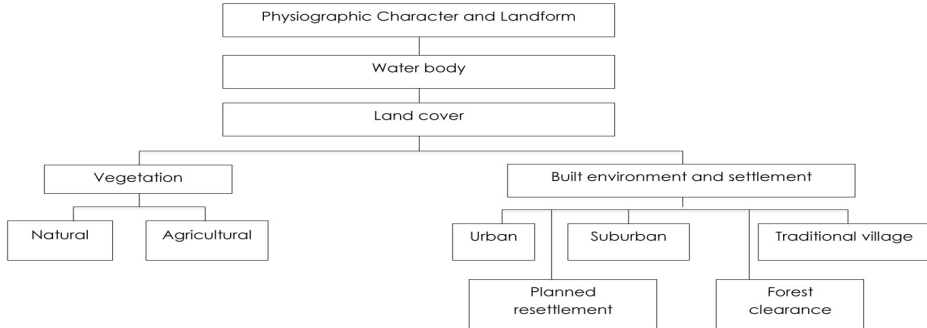 Physiographic Character and Landform
Water body
Land cover
Vegetation
Built environment and settlement
Natural
Agricultural
Urban
Suburban
Traditional village
Planned
resettlement
Forest
clearance